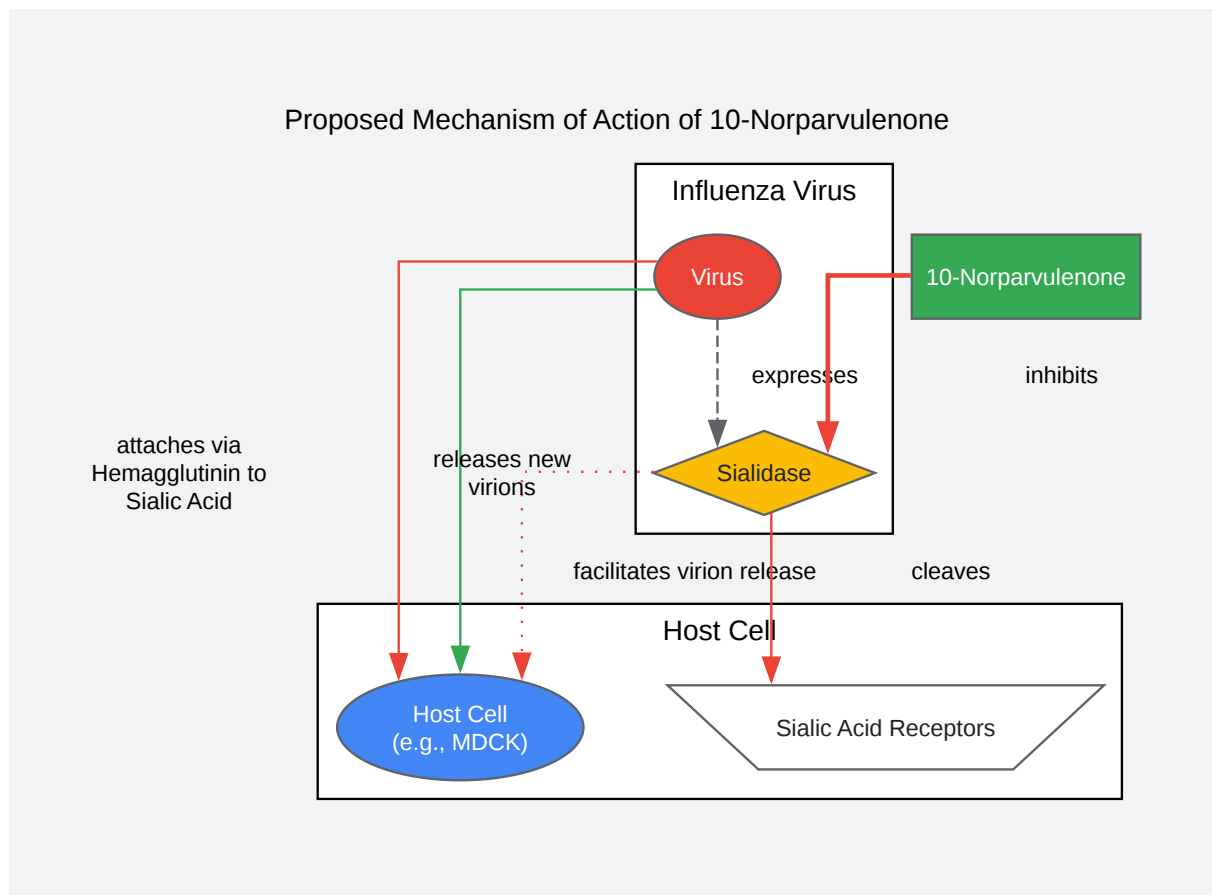 Proposed Mechanism of Action of 10-Norparvulenone
Influenza Virus
Virus
10-Norparvulenone
expresses
inhibits
attaches via
Hemagglutinin to
Sialic Acid
releases new
virions
Sialidase
facilitates virion release
cleaves
Host Cell
Host Cell
(e.g., MDCK)
Sialic Acid Receptors